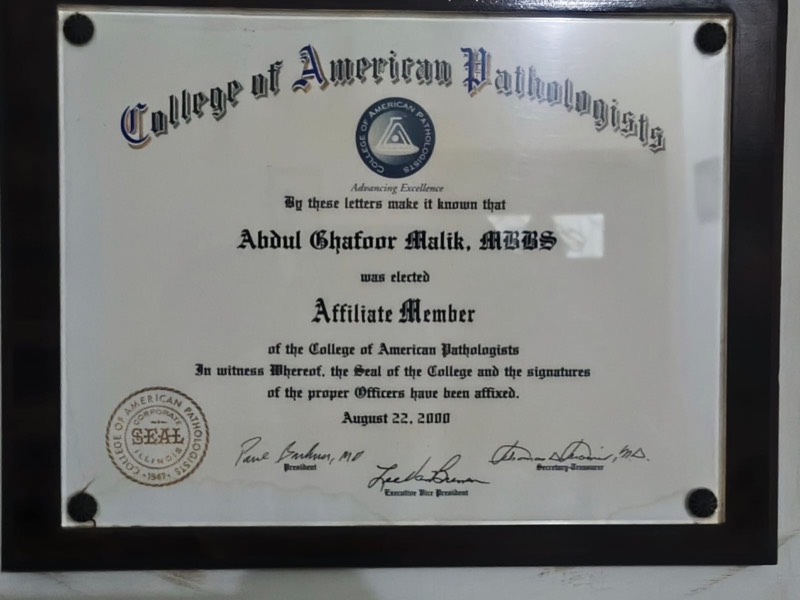 College of American Pathologists
COLLEGE OF AMERICAN PATHOLOGISTS
Advancing Excellence
By these letters make it known that
Abdul Ghafoor Malik, MBBS
was elected
Affiliate Member
of the College of American Pathologists
In witness Whereof, the Seal of the College and the signatures
of the proper Officers have been affixed.
August 22, 2000
COLLEGE OF AMERICAN PATHOLOGISTS
CORPORATE
SEAL
ILLINOIS
1947
President
Executive Vice President
Secretary-Treasurer